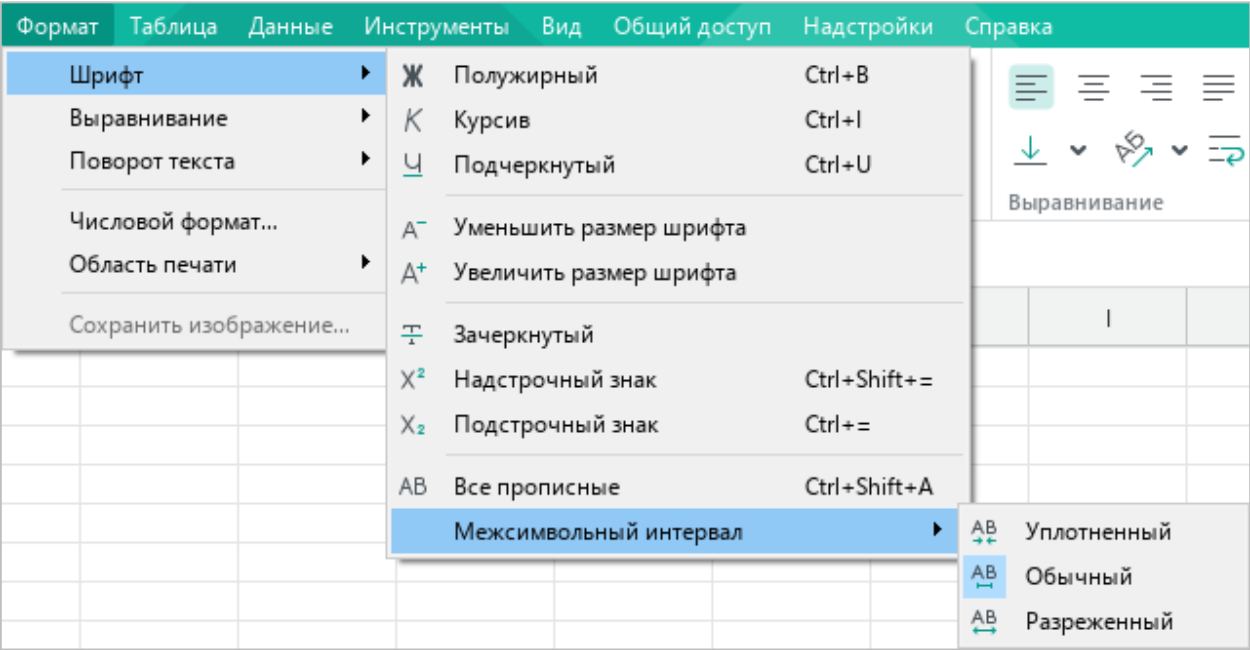 Формат Таблица Данные Инструменты Вид Общий доступ Надстройки Справка
Шрифт
Выравнивание
Поворот текста
Числовой формат...
Область печати
Сохранить изображение...
Ж Полужирный Ctrl+B
К Курсив Ctrl+I
Ч Подчеркнутый Ctrl+U
A− Уменьшить размер шрифта
A+ Увеличить размер шрифта
T Зачеркнутый
X² Надстрочный знак Ctrl+Shift+=
X₂ Подстрочный знак Ctrl+=
AB Все прописные Ctrl+Shift+A
Межсимвольный интервал
AB Уплотненный
AB Обычный
AB Разреженный
АБ
Выравнивание
I